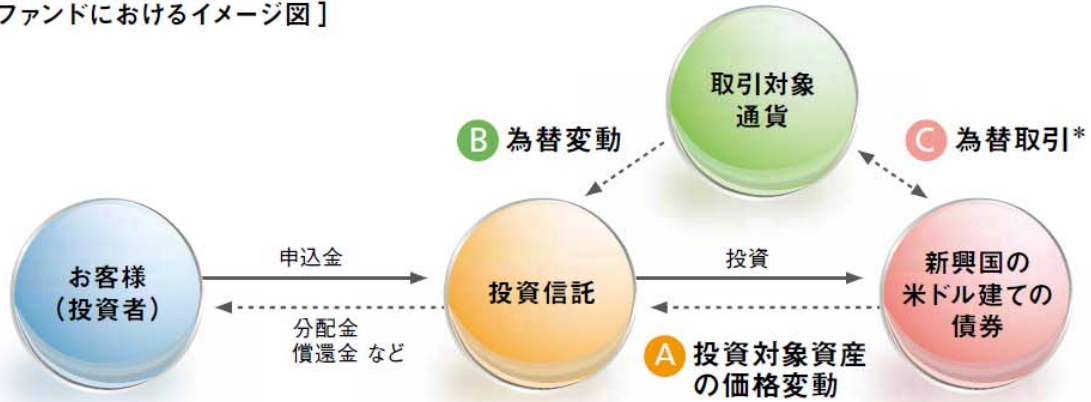 ファンドにおけるイメージ図］
取引対象
通貨
B 為替変動
C 為替取引*
お客様
（投資者）
申込金
分配金
償還金 など
投資信託
投資
A 投資対象資産
の価格変動
新興国の
米ドル建ての
債券